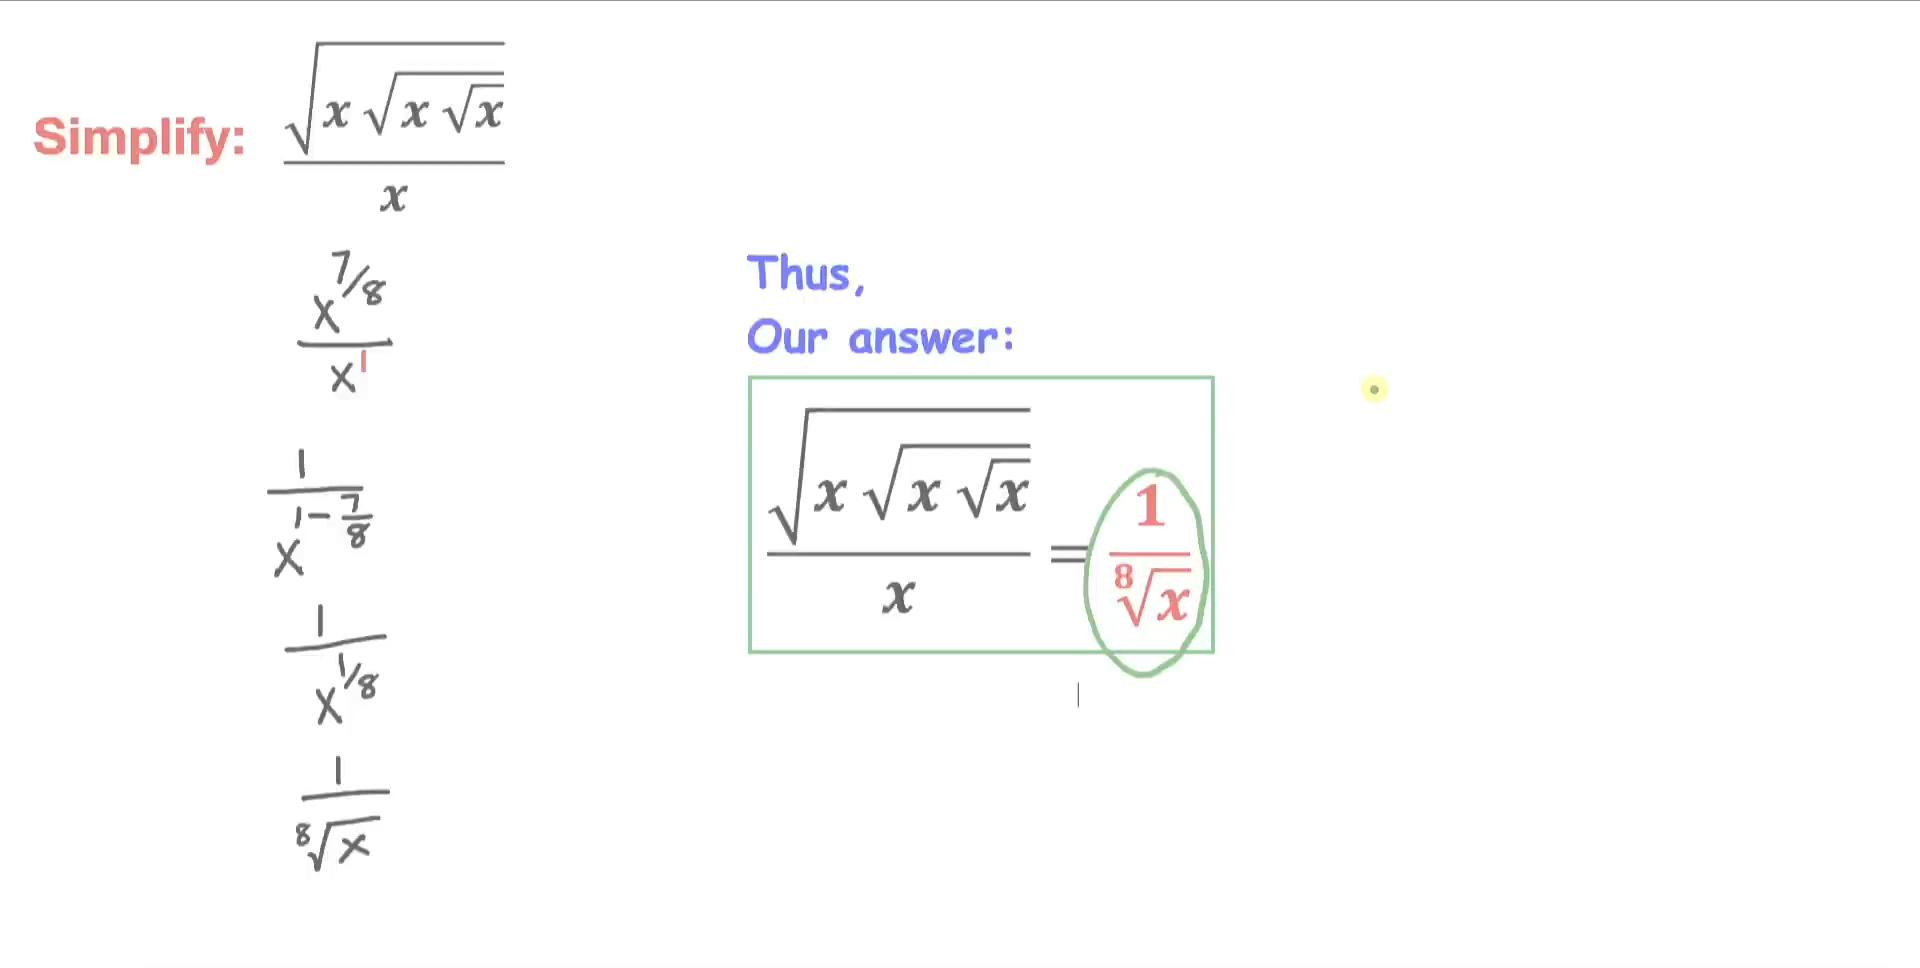 Simplify: √(x√(x√x)) / x
x^7/8 / x^1
1 / x^(1 - 7/8)
1 / x^1/8
1 / ⁸√x
Thus,
Our answer:
√(x√(x√x)) / x = 1 / ⁸√x